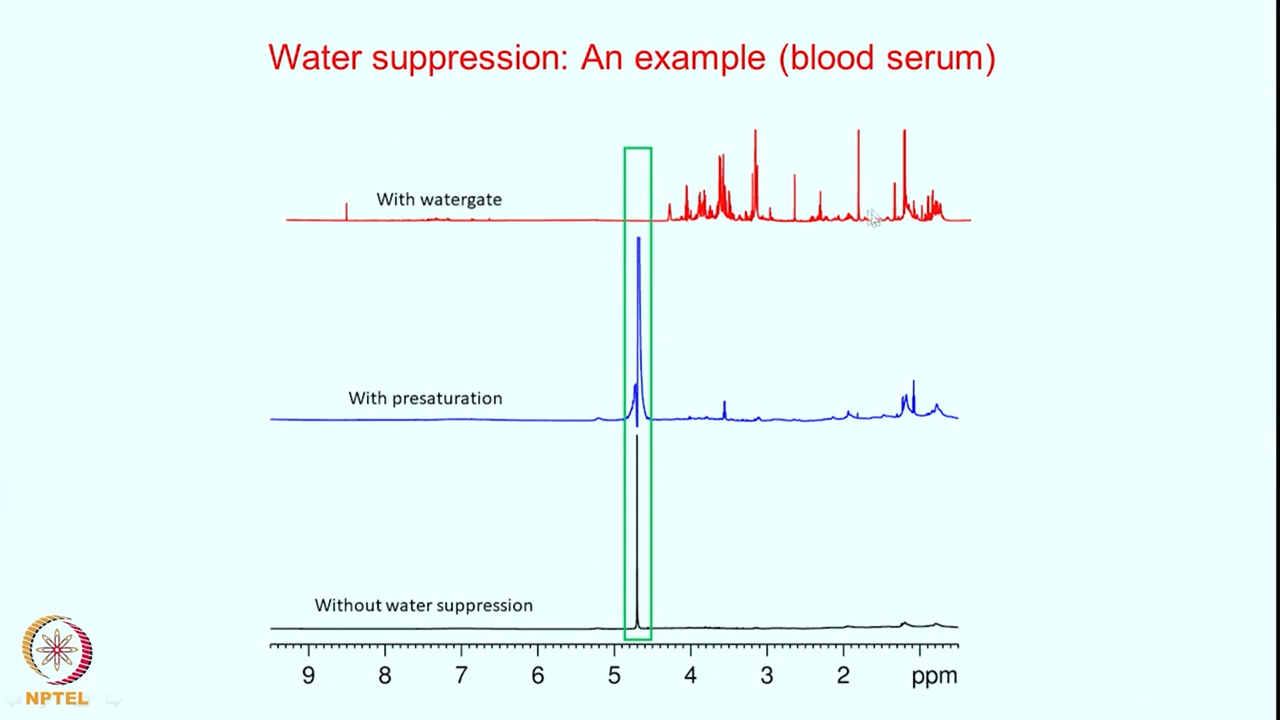 Water suppression: An example (blood serum)
With watergate
With presaturation
Without water suppression
9 8 7 6 5 4 3 2 ppm
NPTEL